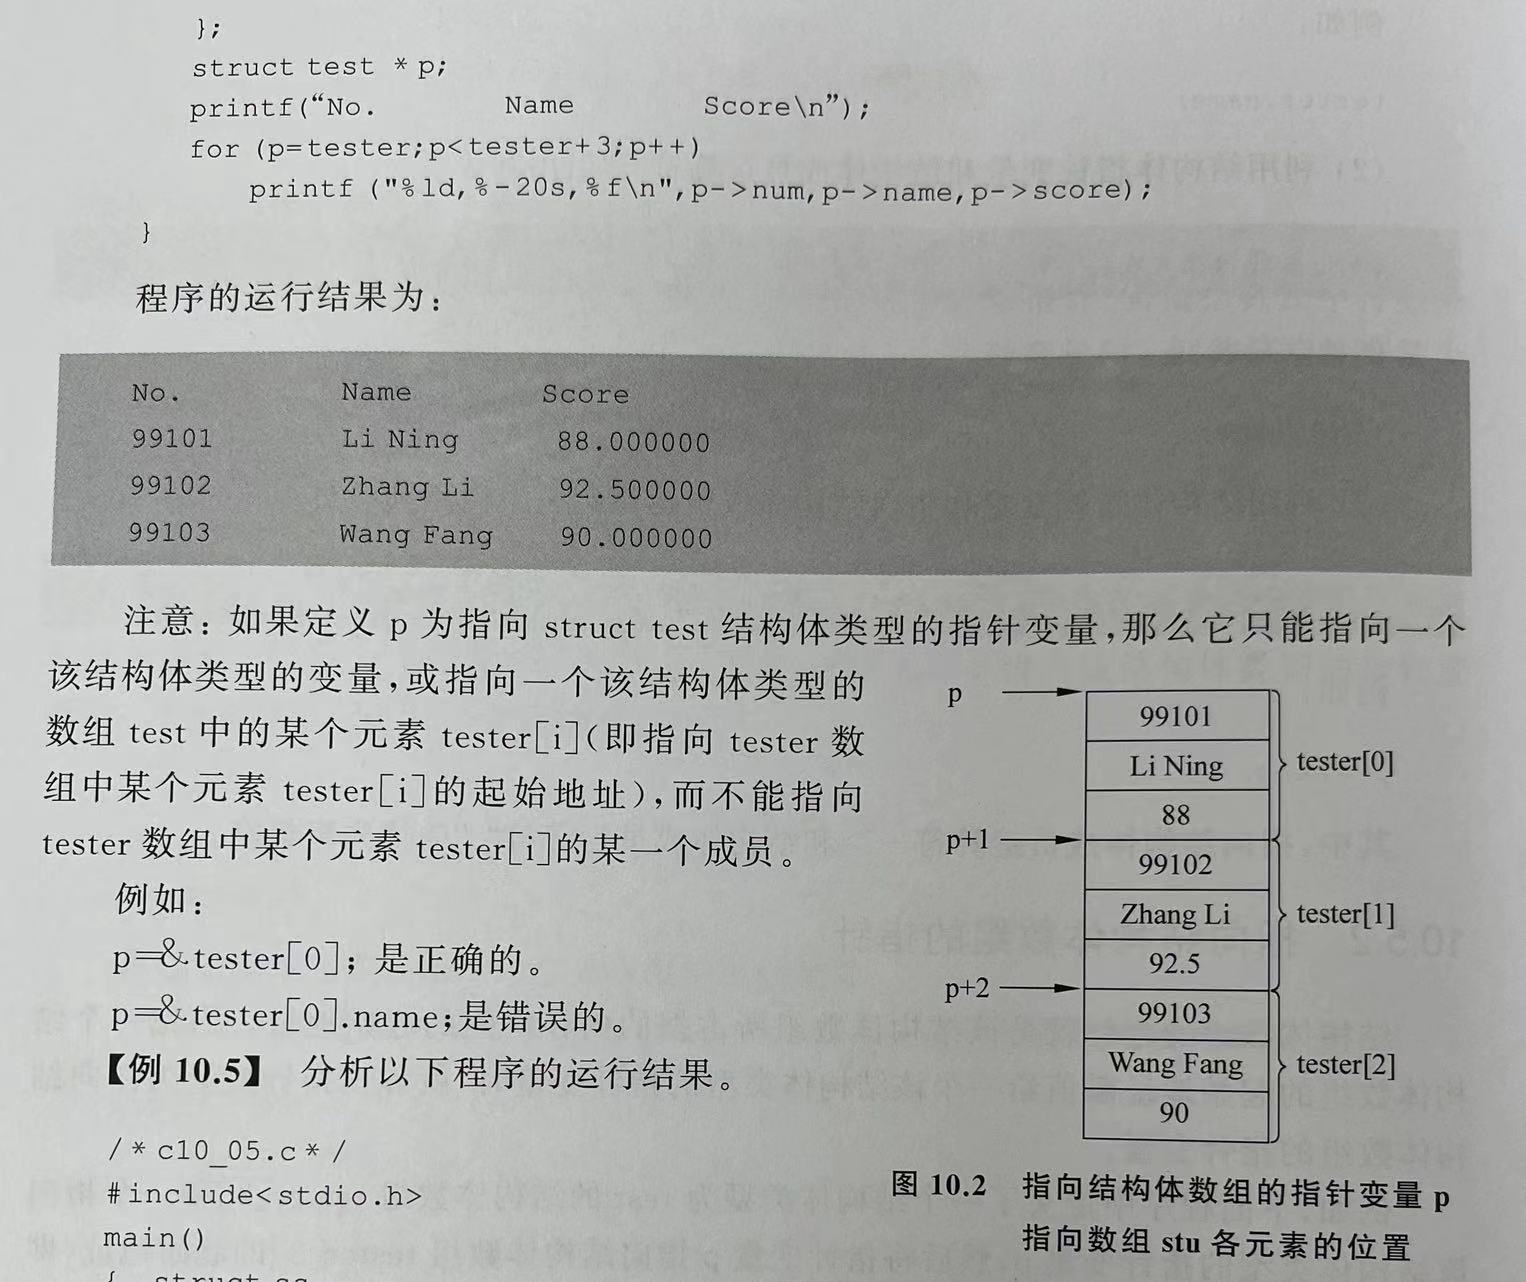 };
struct test * p;
printf(“No.        Name        Score\n”);
for (p=tester;p<tester+3;p++)
printf ("%ld,%-20s,%f\n",p->num,p->name,p->score);
}
程序的运行结果为：
No.        Name        Score
99101        Li Ning        88.000000
99102        Zhang Li        92.500000
99103        Wang Fang        90.000000
注意：如果定义 p 为指向 struct test 结构体类型的指针变量，那么它只能指向一个
该结构体类型的变量，或指向一个该结构体类型的
数组 test 中的某个元素 tester[i]（即指向 tester 数
组中某个元素 tester[i]的起始地址），而不能指向
tester 数组中某个元素 tester[i]的某一个成员。
例如：
p=&tester[0]；是正确的。
p=&tester[0].name;是错误的。
【例 10.5】 分析以下程序的运行结果。
/*c10_05.c*/
#include<stdio.h>
main()
{ struct
p
99101
Li Ning
88
tester[0]
p+1
99102
Zhang Li
92.5
tester[1]
p+2
99103
Wang Fang
90
tester[2]
图 10.2 指向结构体数组的指针变量 p
指向数组 stu 各元素的位置